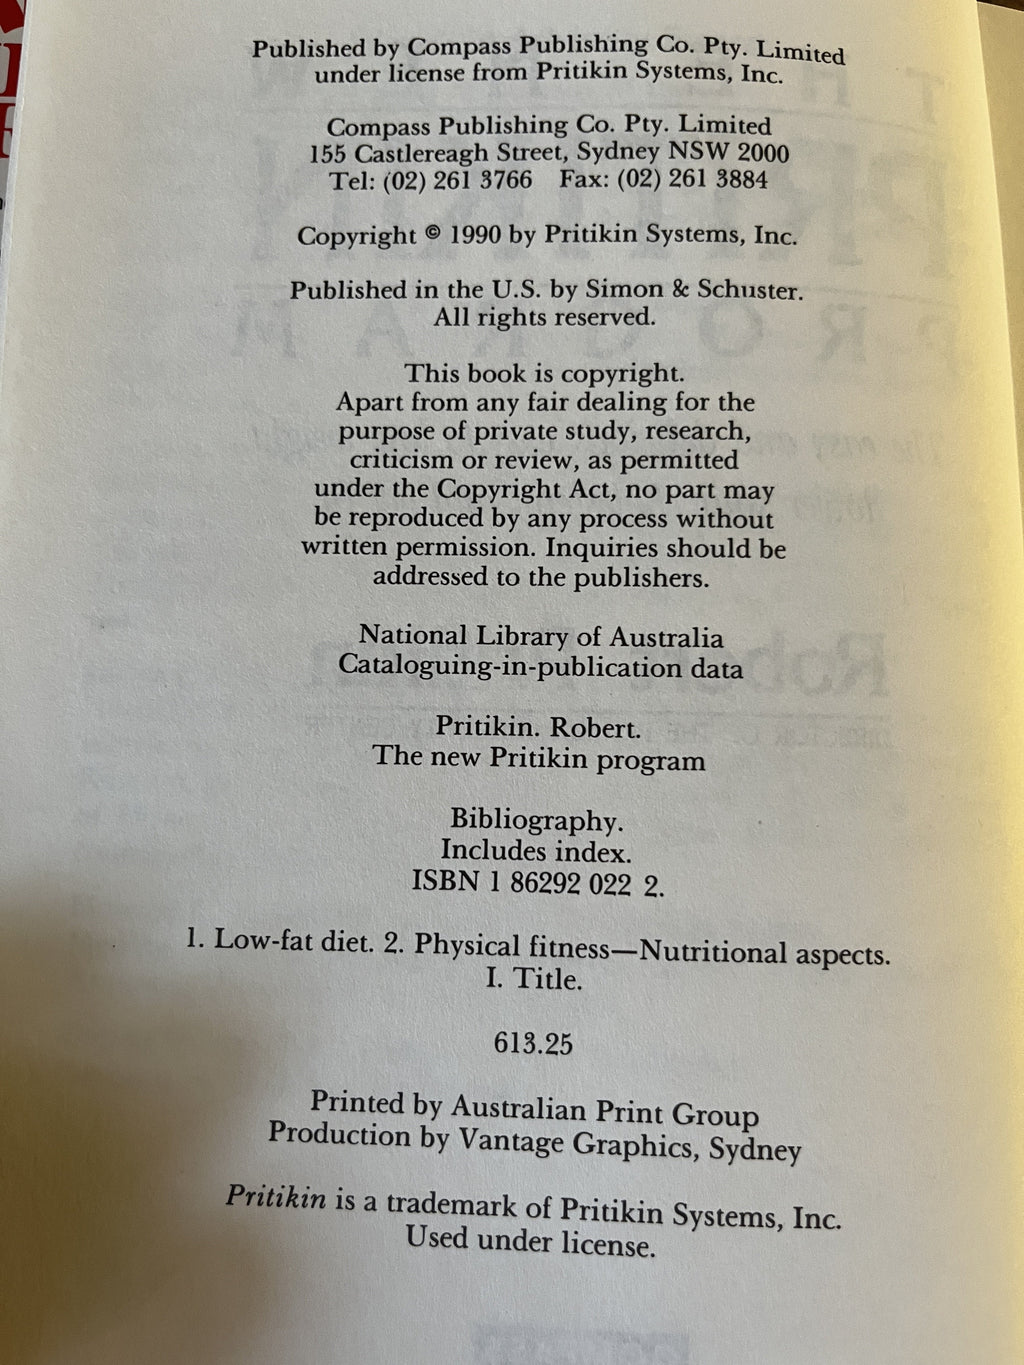 Published by Compass Publishing Co. Pty. Limited
under license from Pritikin Systems, Inc.
Compass Publishing Co. Pty. Limited
155 Castlereagh Street, Sydney NSW 2000
Tel: (02) 261 3766 Fax: (02) 261 3884
Copyright © 1990 by Pritikin Systems, Inc.
Published in the U.S. by Simon & Schuster.
All rights reserved.
This book is copyright.
Apart from any fair dealing for the
purpose of private study, research,
criticism or review, as permitted
under the Copyright Act, no part may
be reproduced by any process without
written permission. Inquiries should be
addressed to the publishers.
National Library of Australia
Cataloguing-in-publication data
Pritikin. Robert.
The new Pritikin program
Bibliography.
Includes index.
ISBN 1 86292 022 2.
1. Low-fat diet. 2. Physical fitness—Nutritional aspects.
I. Title.
613.25
Printed by Australian Print Group
Production by Vantage Graphics, Sydney
Pritikin is a trademark of Pritikin Systems, Inc.
Used under license.